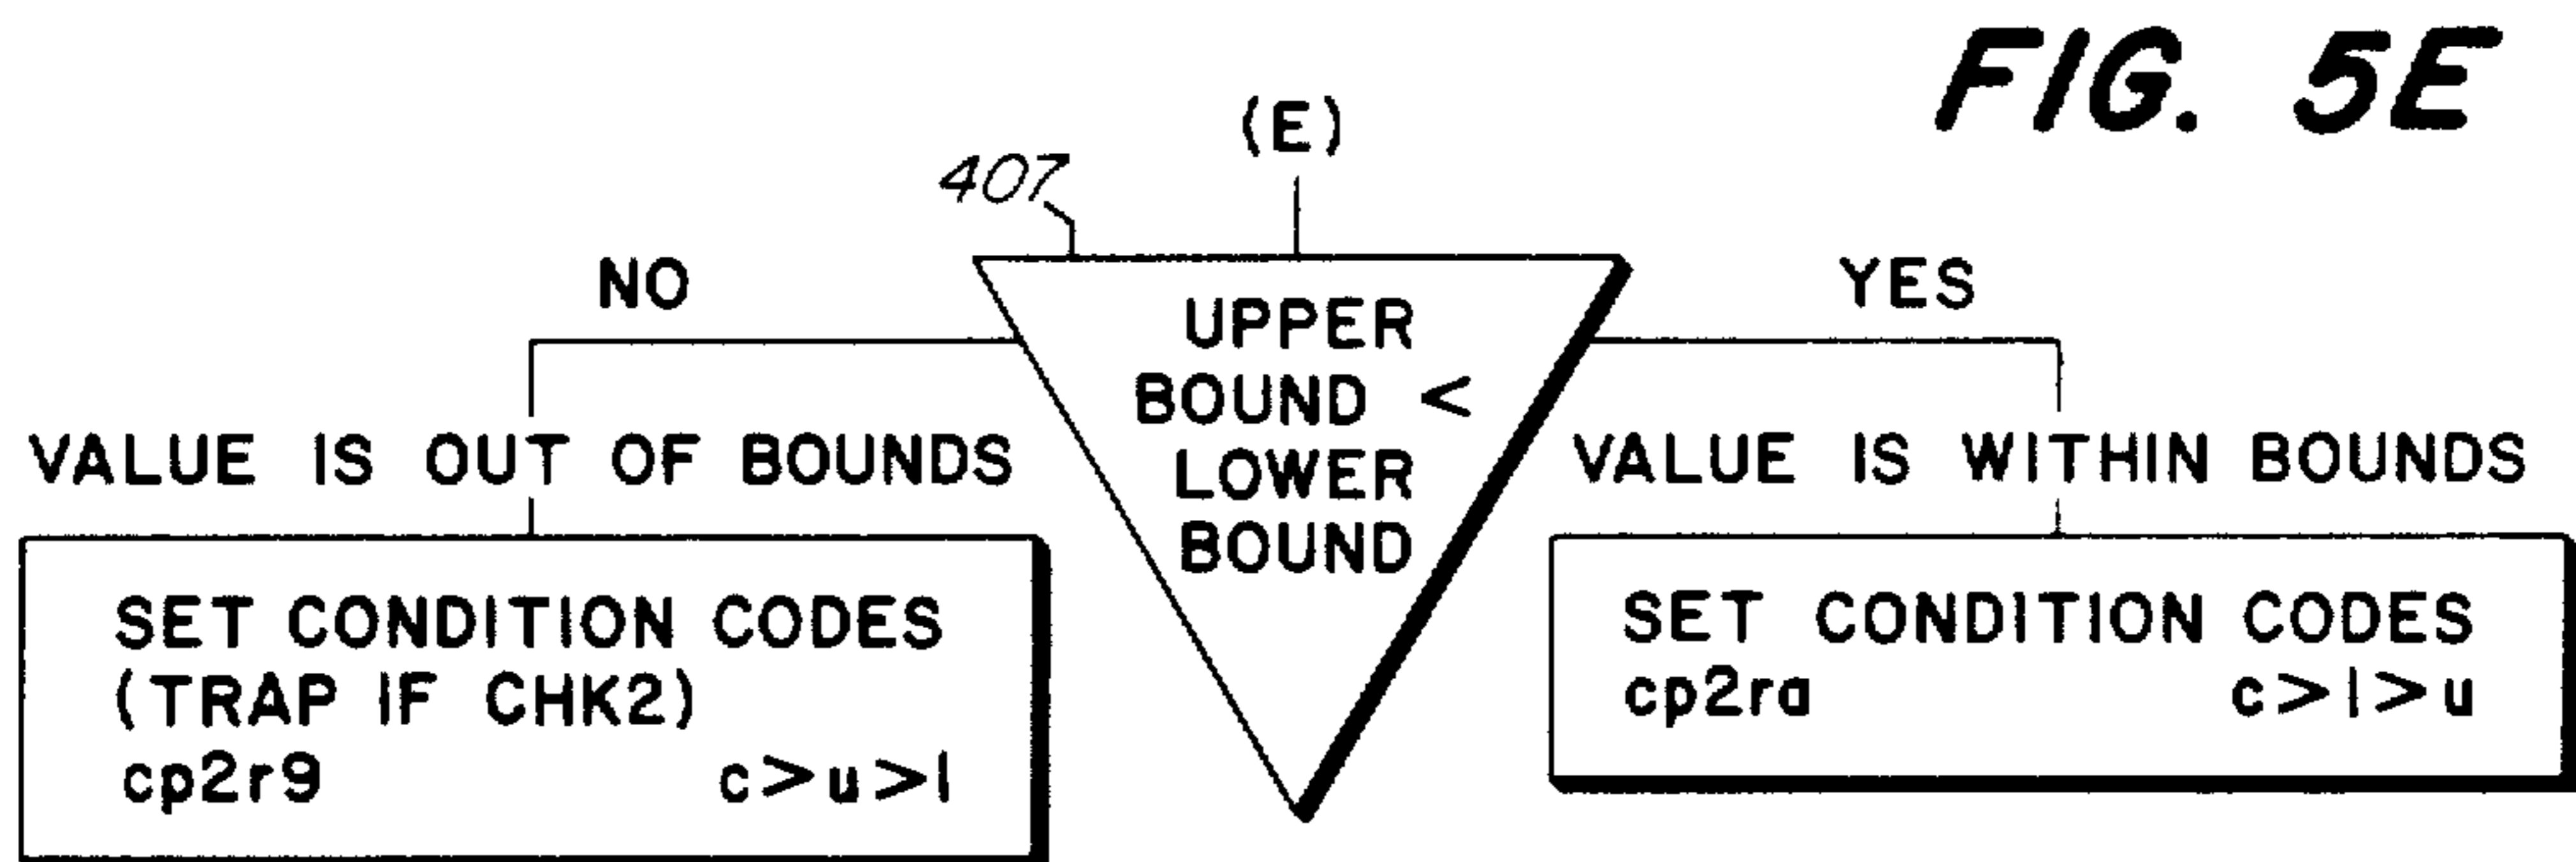 FIG. 5E
(E)
407
NO
YES
UPPER
BOUND <
LOWER
BOUND
VALUE IS OUT OF BOUNDS
VALUE IS WITHIN BOUNDS
SET CONDITION CODES
(TRAP IF CHK2)
cp2r9 c>u>l
SET CONDITION CODES
cp2ra c>l>u